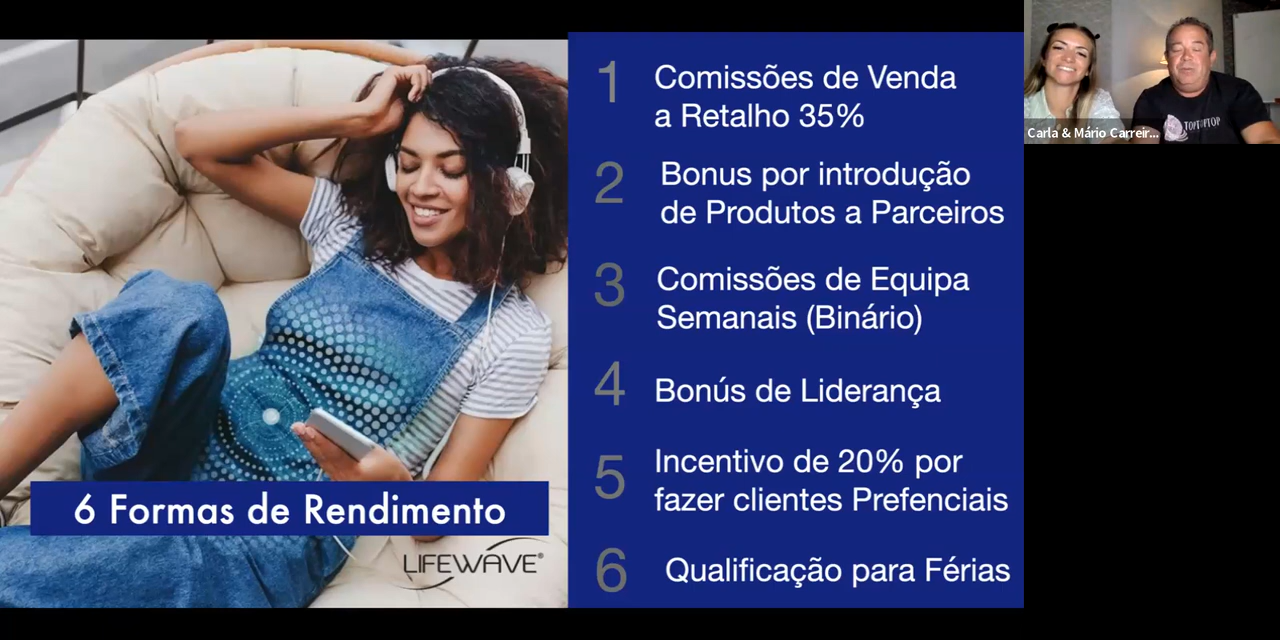 1
Comissões de Venda
a Retalho 35%
2
Bonus por introdução
de Produtos a Parceiros
3
Comissões de Equipa
Semanais (Binário)
4
Bonús de Liderança
5
Incentivo de 20% por
fazer clientes Prefenciais
6
Qualificação para Férias
6 Formas de Rendimento
LIFEWAVE®
Carla & Mário Carreir...
TOPTOPTOP